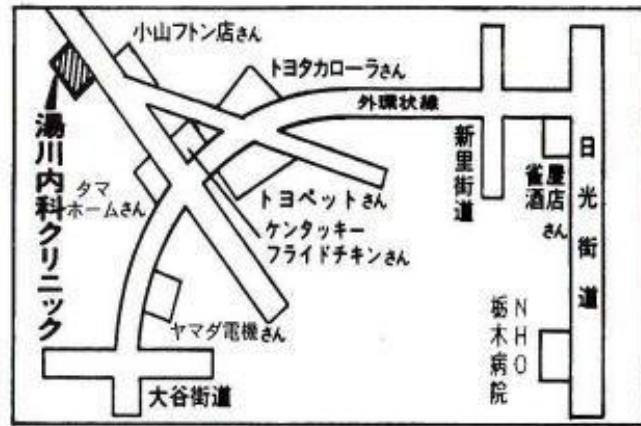 小山フトン店さん
トヨタカローラさん
外環状線
新里街道
日光街道
雀屋
酒店さん
湯川内科クリニック
タマ
ホームさん
トヨペットさん
ケンタッキー
フライドチキンさん
ヤマダ電機さん
大谷街道
NHO
栃木病院